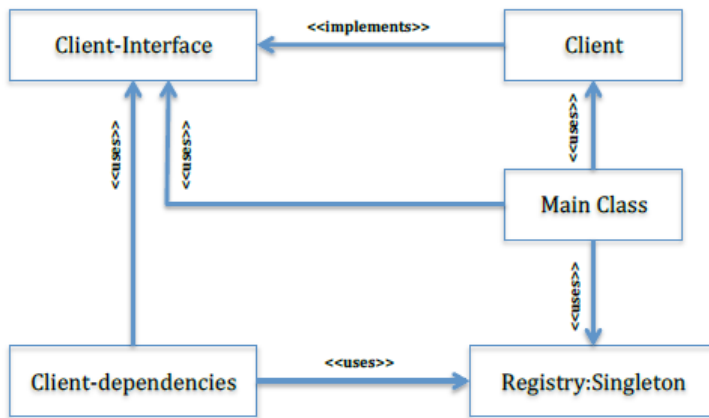 <<implements>>
Client-Interface
Client
<<uses>>
<<uses>>
<<uses>>
Main Class
<<uses>>
Client-dependencies
<<uses>>
Registry:Singleton